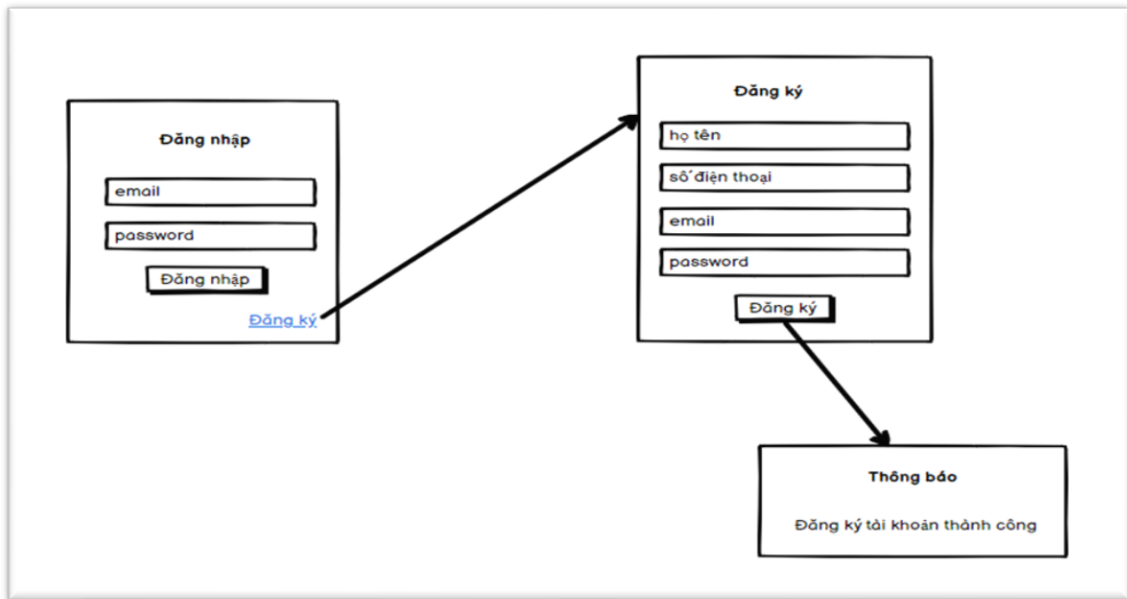 Đăng nhập
email
password
Đăng nhập
Đăng ký
Đăng ký
họ tên
số điện thoại
email
password
Đăng ký
Thông báo
Đăng ký tài khoản thành công